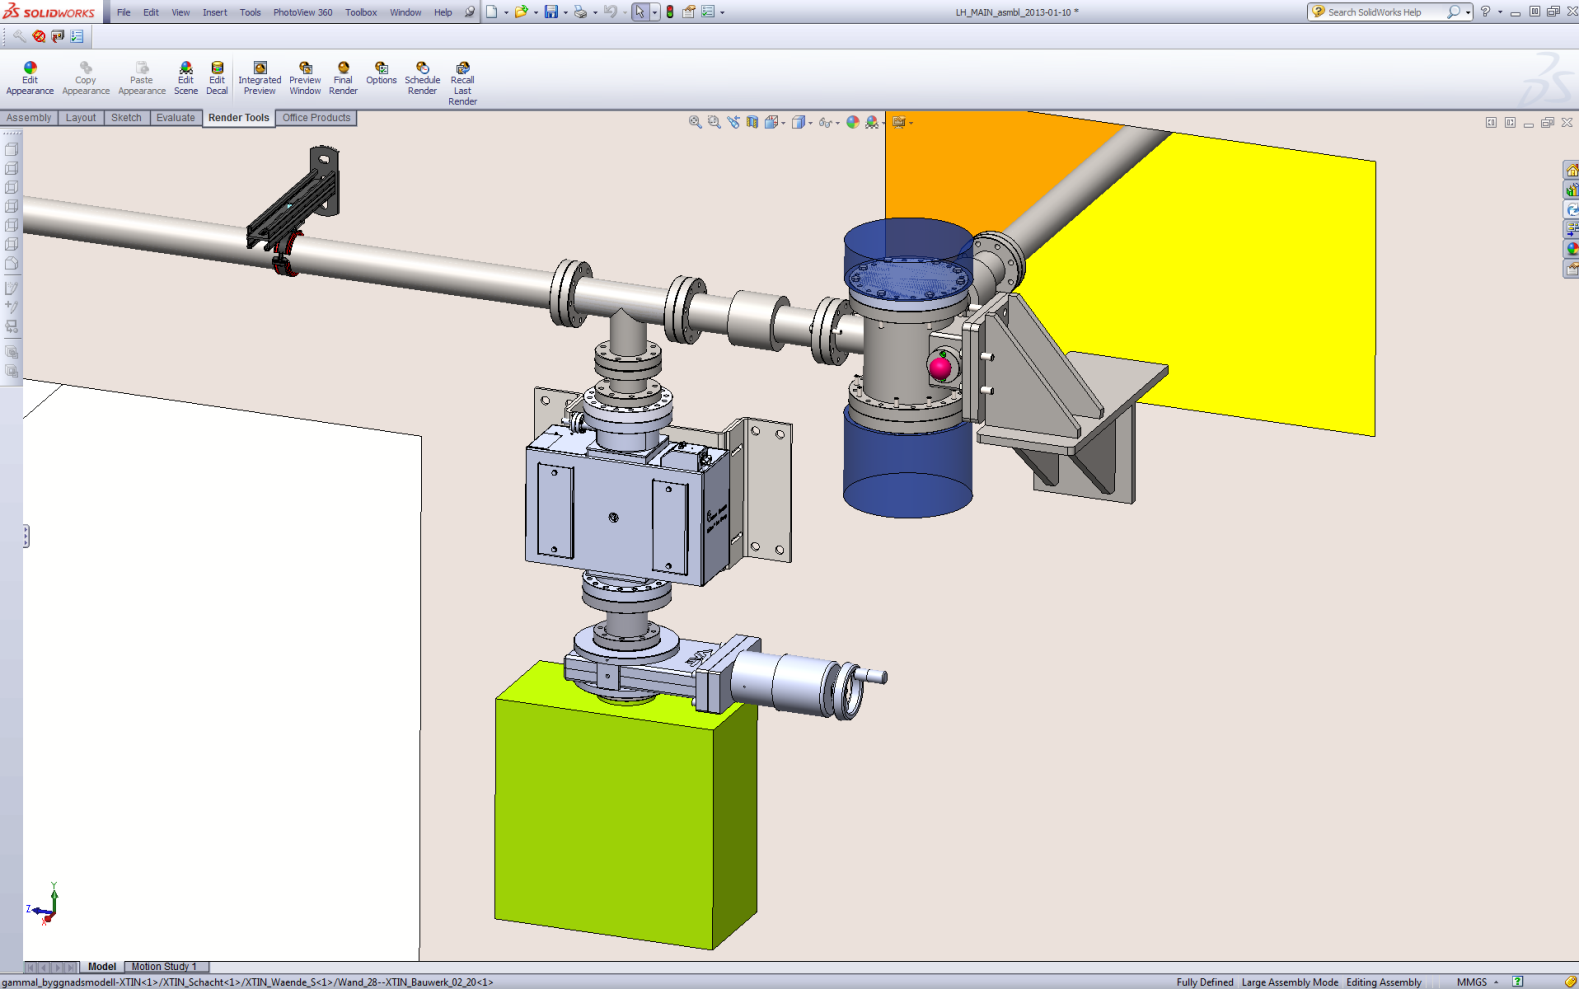 SOLIDWORKS File Edit View Insert Tools PhotoView 360 Toolbox Window Help LH_MAIN_asmbl_2013-01-10 * Search SolidWorks Help
Edit Appearance
Copy Appearance
Paste Appearance
Edit Scene
Edit Decal
Integrated Preview
Preview Window
Final Render
Options
Schedule Render
Recall Last Render
Assembly Layout Sketch Evaluate Render Tools Office Products
Y
Z
X
Model Motion Study 1
gammal_byggnadsmodell-XTIN<1>/XTIN_Schacht<1>/XTIN_Waende_S<1>/Wand_28--XTIN_Bauwerk_02_20<1> Fully Defined Large Assembly Mode Editing Assembly MMGS